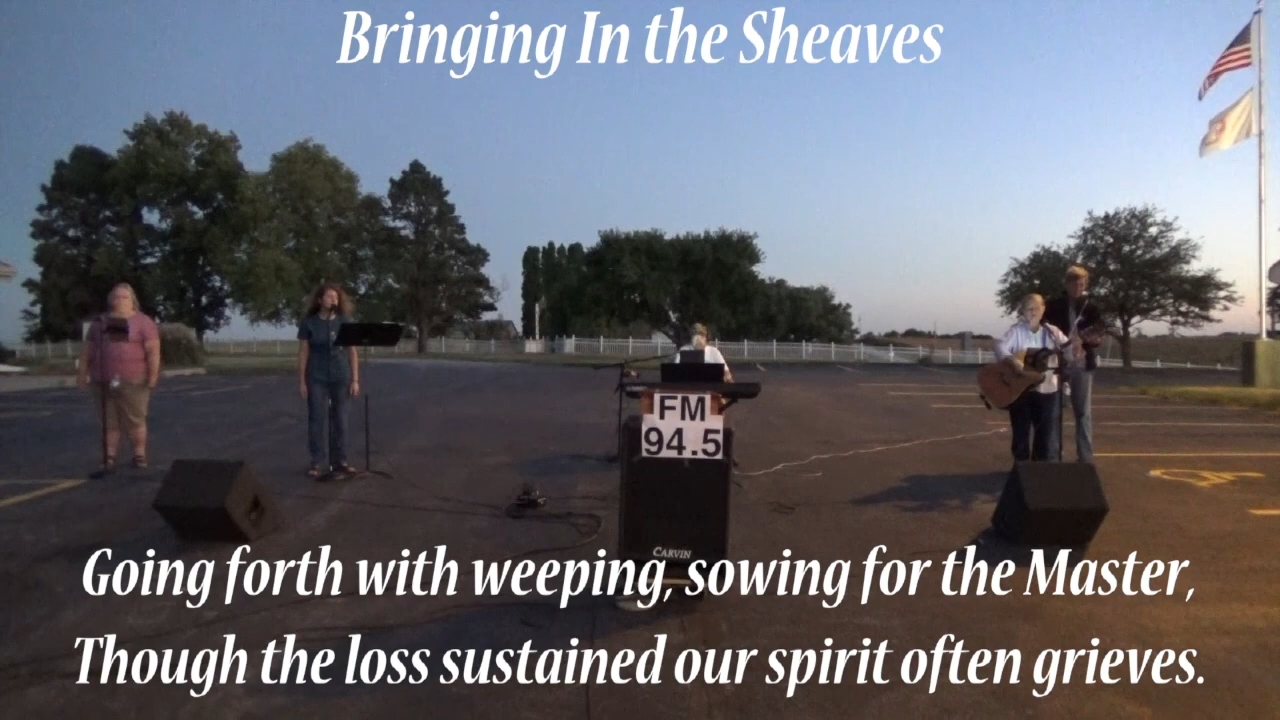 Bringing In the Sheaves
FM
94.5
CARVIN
Going forth with weeping, sowing for the Master,
Though the loss sustained our spirit often grieves.